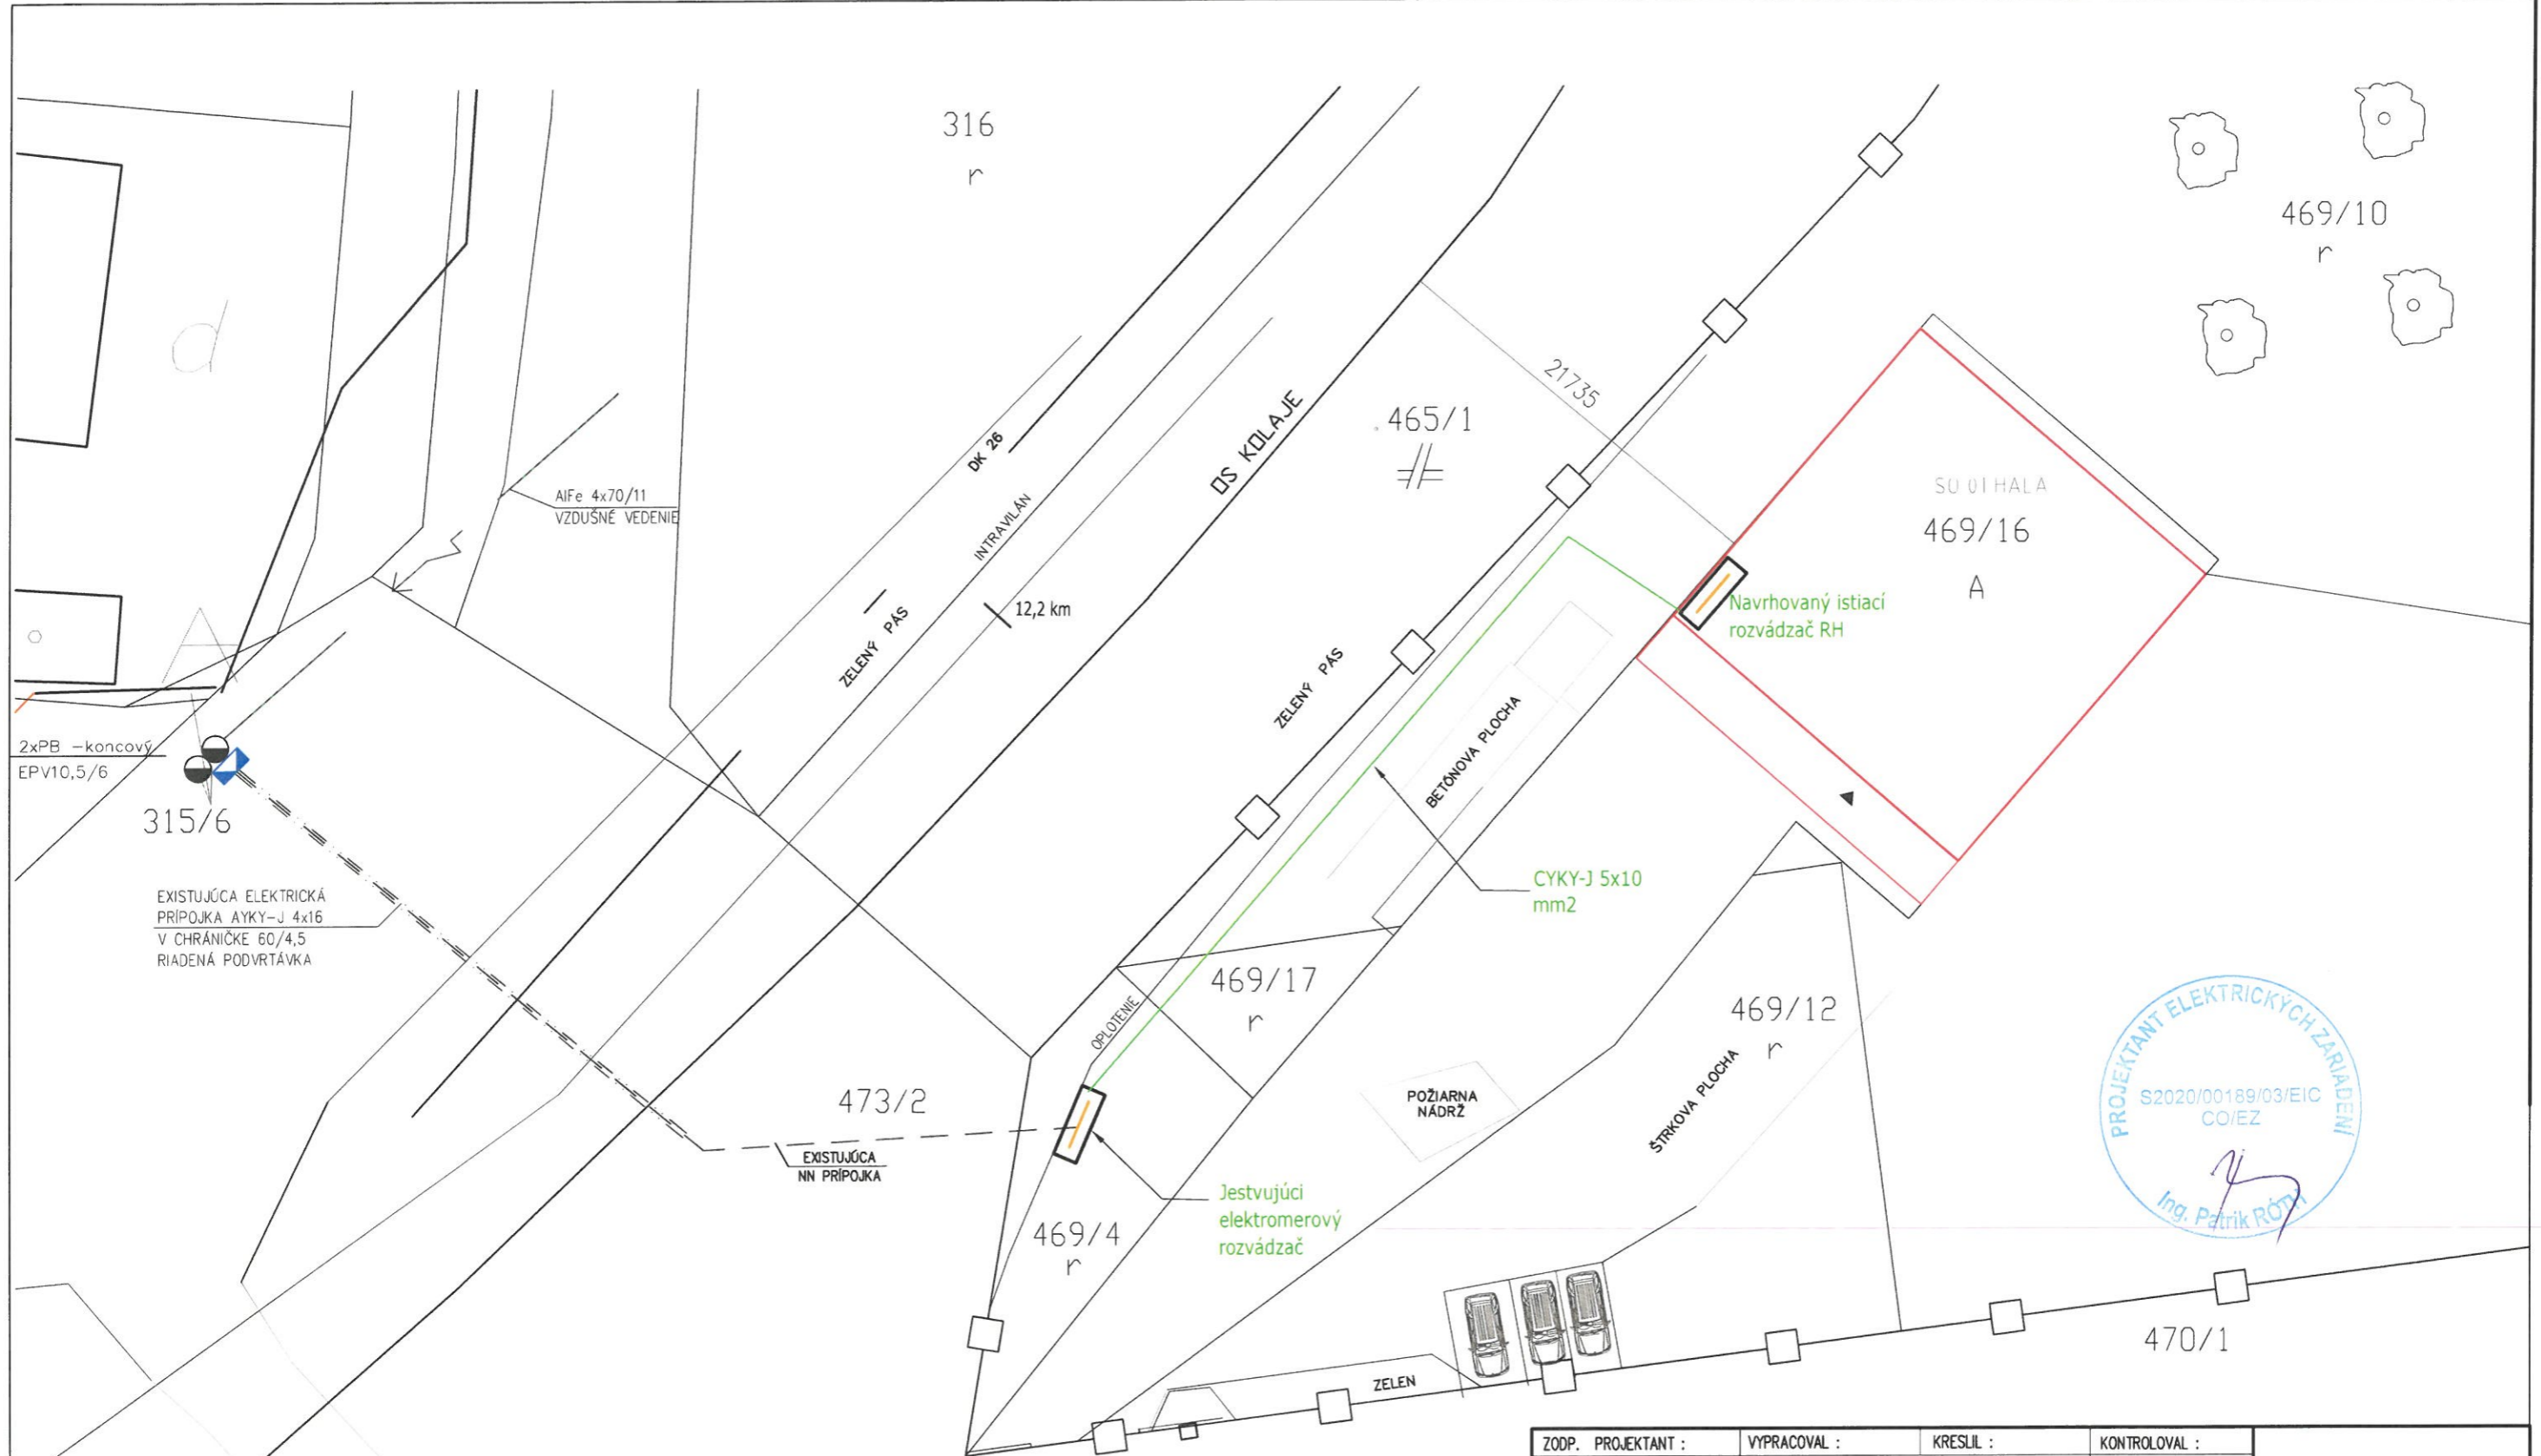 316
r
469/10
r
d
21735
465/1
DK 26
OS KOLAJE
AlFe 4x70/11
VZDUŠNÉ VEDENIE
INTRAVILÁN
SO 01 HALA
469/16
A
12,2 km
ZELENÝ PÁS
Navrhovaný istiací
rozvádzač RH
A
ZELENÝ PÁS
BETÓNOVA PLOCHA
2xPB -koncový
EPV10,5/6
315/6
CYKY-J 5x10
mm2
EXISTUJÚCA ELEKTRICKÁ
PRÍPOJKA AYKY-J 4x16
V CHRÁNIČKE 60/4,5
RIADENÁ PODVRTÁVKA
469/17
r
OPLOTENIE
469/12
r
ŠTRKOVA PLOCHA
473/2
POŽIARNA
NÁDRŽ
EXISTUJÚCA
NN PRÍPOJKA
Jestvujúci
elektromerový
rozvádzač
469/4
r
PROJEKTANT ELEKTRICKÝCH ZARIADENÍ
S2020/00189/03/EIC
CO/EZ
Ing. Patrik RÓTH
470/1
ZELEN
ZODP. PROJEKTANT : VYPRACOVAL : KRESLIL : KONTROLOVAL :